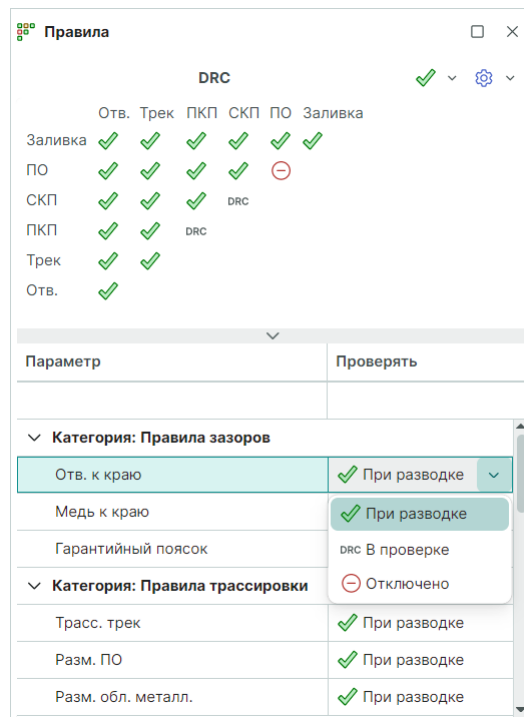 Правила
DRC
Отв. Трек ПКП СКП ПО Заливка
Заливка
ПО
СКП DRC
ПКП DRC
Трек
Отв.
Параметр Проверять
Категория: Правила зазоров
Отв. к краю При разводке
Медь к краю При разводке
Гарантийный поясок DRC В проверке
Категория: Правила трассировки Отключено
Трасс. трек При разводке
Разм. ПО При разводке
Разм. обл. металл. При разводке